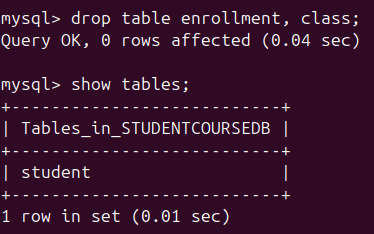 mysql> drop table enrollment, class;
Query OK, 0 rows affected (0.04 sec)

mysql> show tables;
+---------------------------+
| Tables_in_STUDENTCOURSEDB |
+---------------------------+
| student                   |
+---------------------------+
1 row in set (0.01 sec)